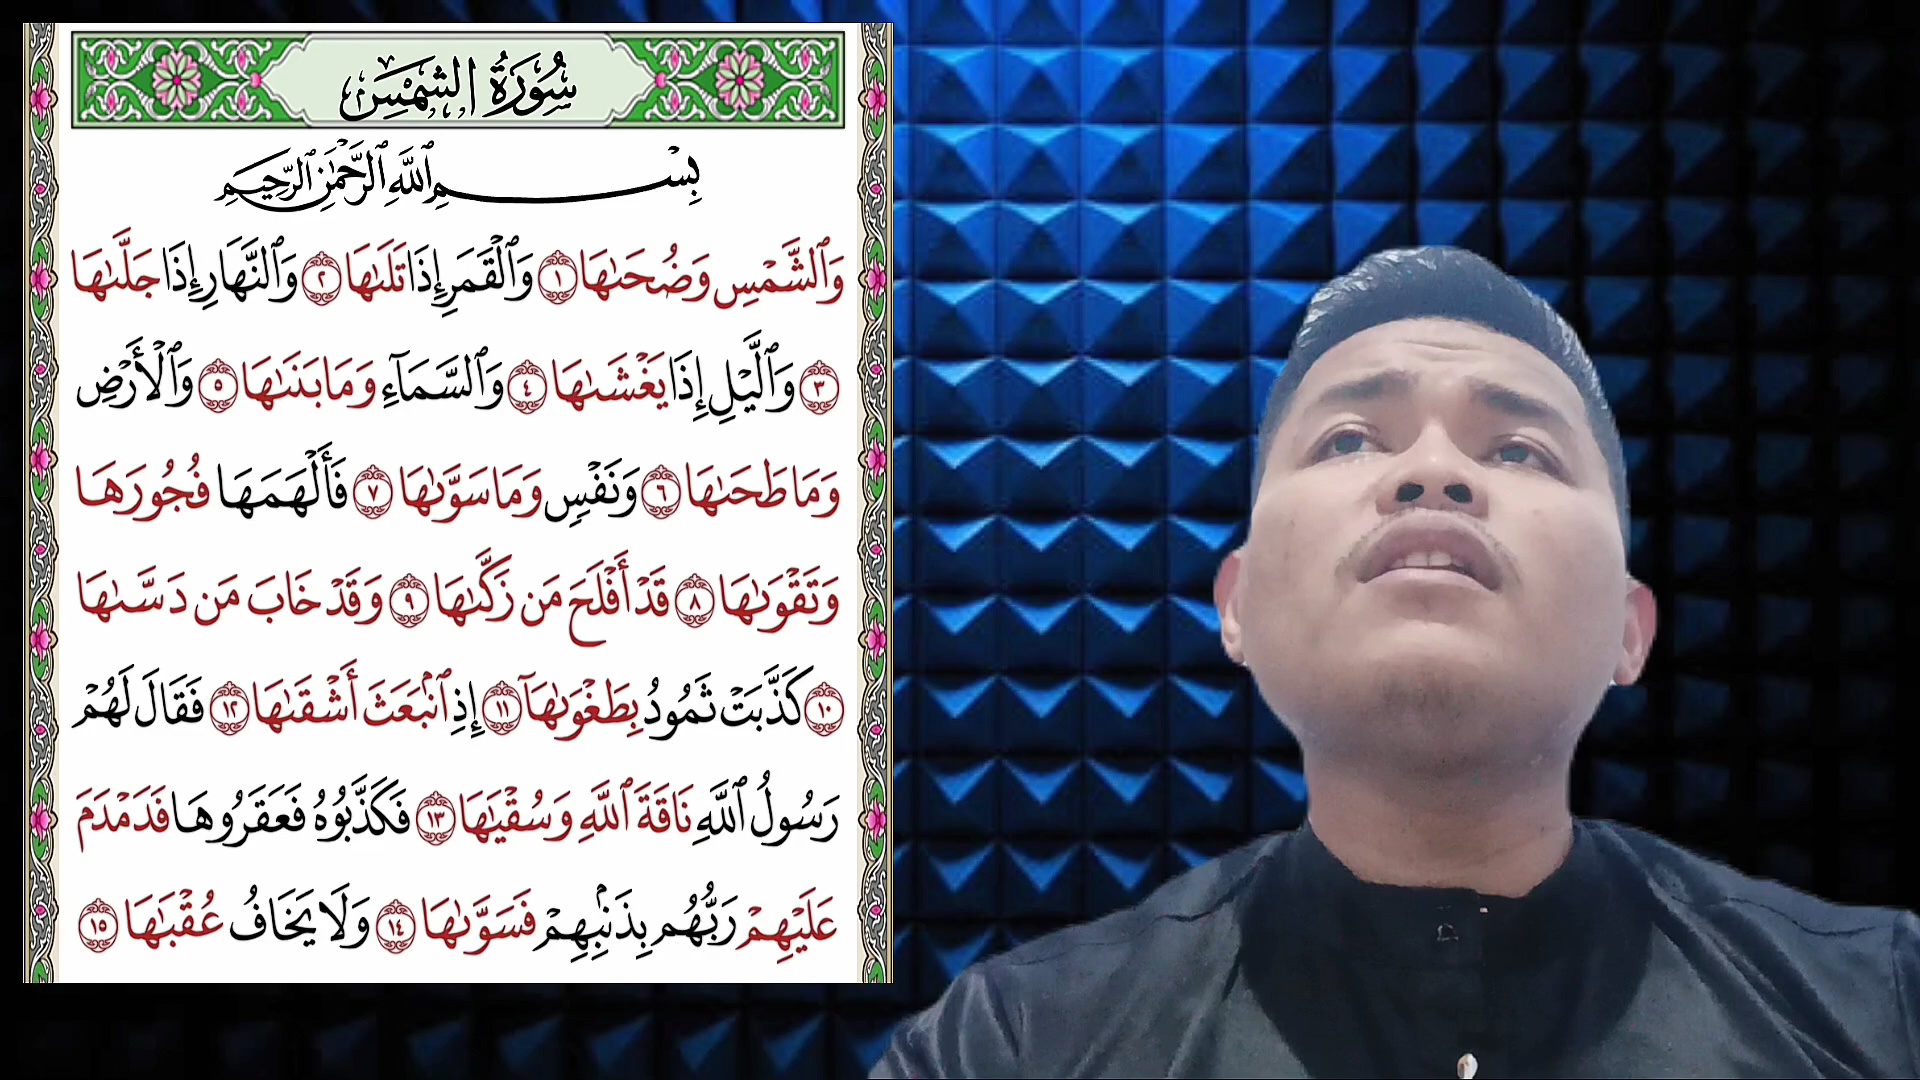 سُورَةُ الشَّمْسِ
بِسْمِ ٱللَّهِ ٱلرَّحْمَٰنِ ٱلرَّحِيمِ
وَٱلشَّمْسِ وَضُحَىٰهَا ١ وَٱلْقَمَرِ إِذَا تَلَىٰهَا ٢ وَٱلنَّهَارِ إِذَا جَلَّىٰهَا
٣ وَٱلَّيْلِ إِذَا يَغْشَىٰهَا ٤ وَٱلسَّمَآءِ وَمَا بَنَىٰهَا ٥ وَٱلْأَرْضِ
وَمَا طَحَىٰهَا ٦ وَنَفْسٍ وَمَا سَوَّىٰهَا ٧ فَأَلْهَمَهَا فُجُورَهَا
وَتَقْوَىٰهَا ٨ قَدْ أَفْلَحَ مَن زَكَّىٰهَا ٩ وَقَدْ خَابَ مَن دَسَّىٰهَا
١٠ كَذَّبَتْ ثَمُودُ بِطَغْوَىٰهَآ ١١ إِذِ ٱنۢبَعَثَ أَشْقَىٰهَا ١٢ فَقَالَ لَهُمْ
رَسُولُ ٱللَّهِ نَاقَةَ ٱللَّهِ وَسُقْيَٰهَا ١٣ فَكَذَّبُوهُ فَعَقَرُوهَا فَدَمْدَمَ
عَلَيْهِمْ رَبُّهُم بِذَنۢبِهِمْ فَسَوَّىٰهَا ١٤ وَلَا يَخَافُ عُقْبَٰهَا ١٥